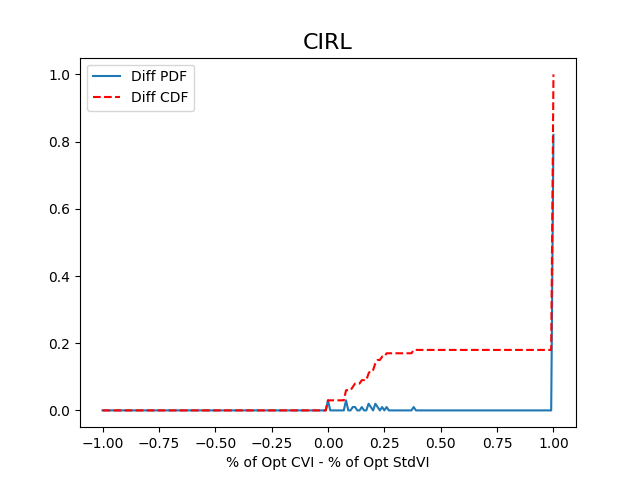 CIRL
Diff PDF
Diff CDF
1.0
0.8
0.6
0.4
0.2
0.0
−1.00 −0.75 −0.50 −0.25 0.00 0.25 0.50 0.75 1.00
% of Opt CVI - % of Opt StdVI